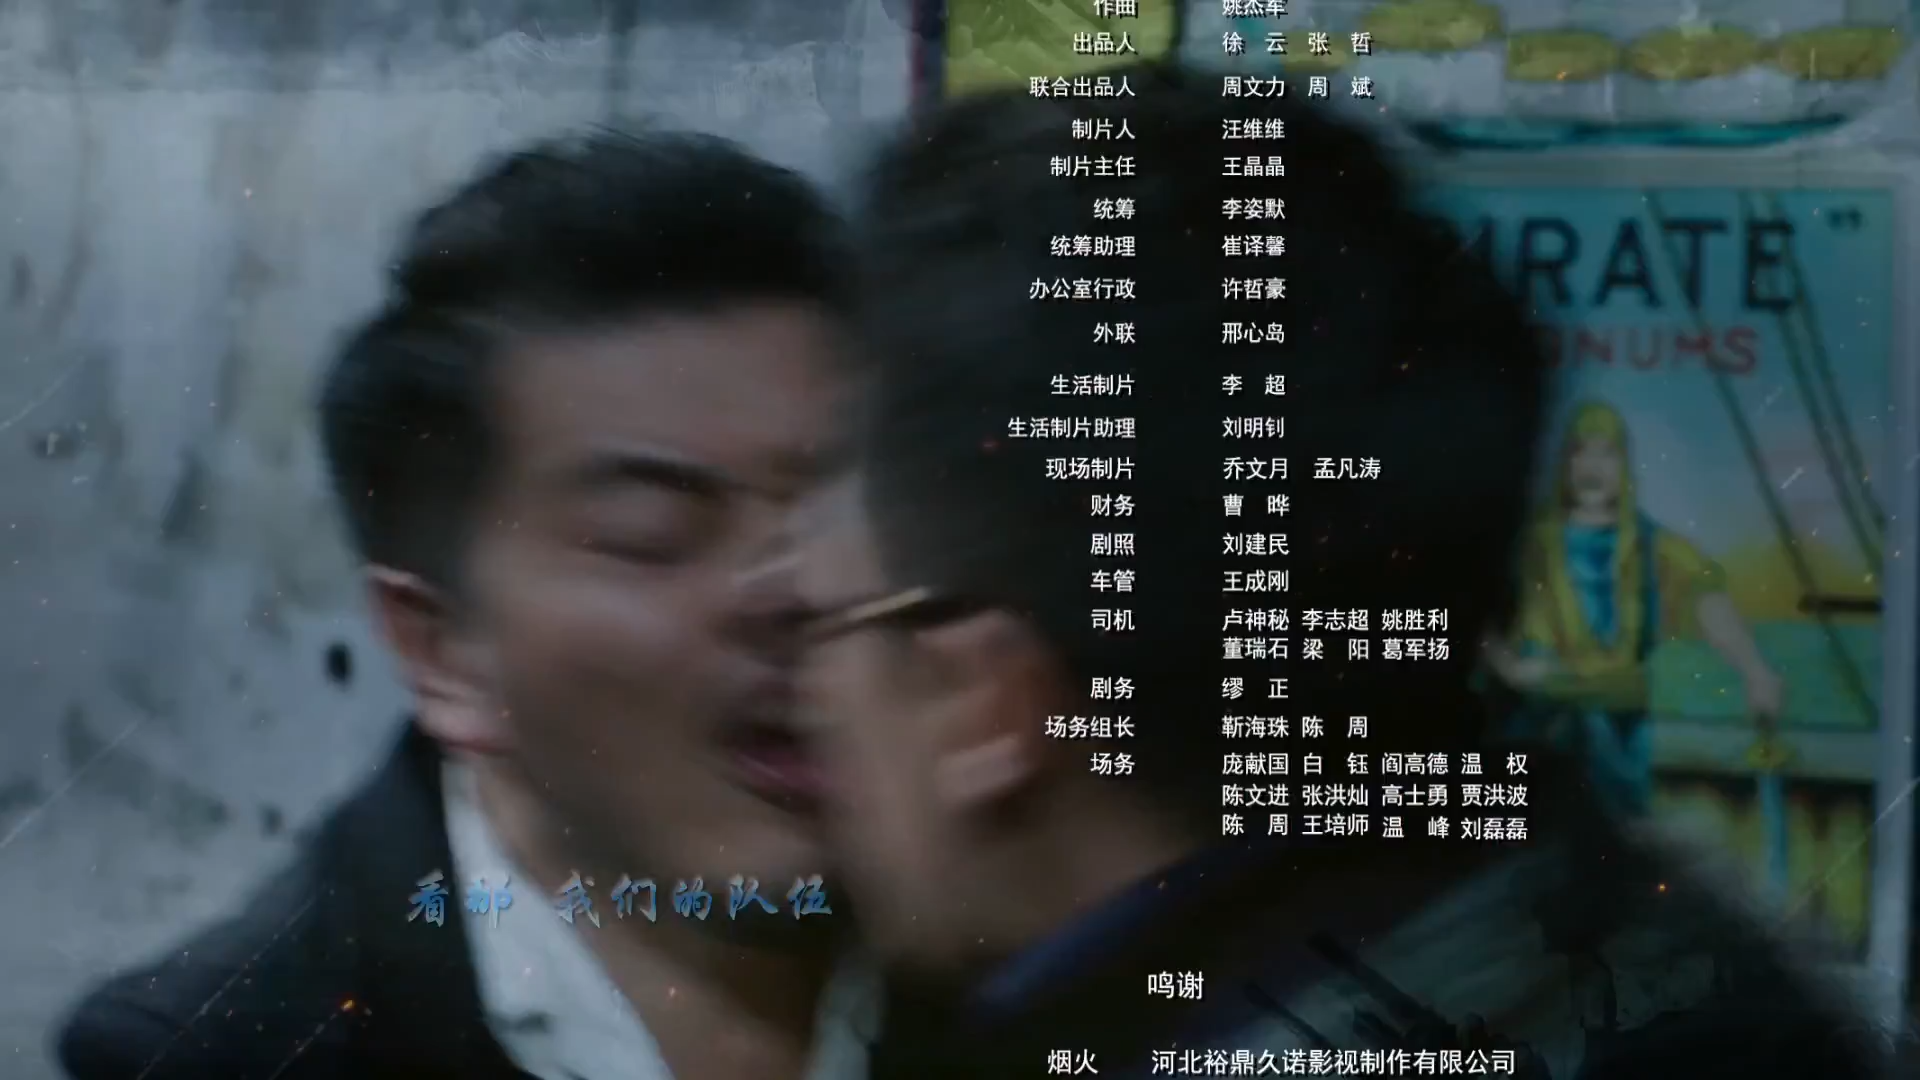 作曲 姚杰军
出品人 徐 云 张 哲
联合出品人 周文力 周 斌
制片人 汪维维
制片主任 王晶晶
统筹 李姿默
统筹助理 崔译馨
办公室行政 许哲豪
外联 邢心岛
生活制片 李 超
生活制片助理 刘明钊
现场制片 乔文月 孟凡涛
财务 曹 晔
剧照 刘建民
车管 王成刚
司机 卢神秘 李志超 姚胜利
董瑞石 梁 阳 葛军扬
剧务 缪 正
场务组长 靳海珠 陈 周
场务 庞献国 白 钰 阎高德 温 权
陈文进 张洪灿 高士勇 贾洪波
陈 周 王培师 温 峰 刘磊磊
看那 我们的队伍
鸣谢
烟火 河北裕鼎久诺影视制作有限公司